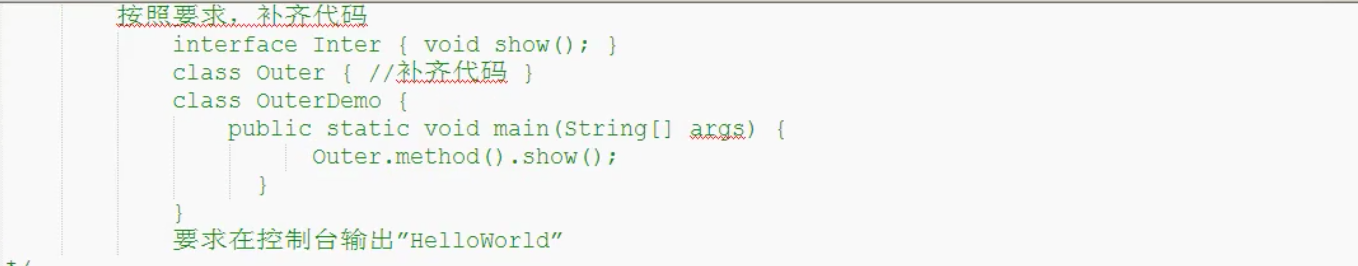 按照要求，补齐代码
interface Inter { void show(); }
class Outer { //补齐代码 }
class OuterDemo {
public static void main(String[] args) {
Outer.method().show();
}
}
要求在控制台输出”HelloWorld”
*/